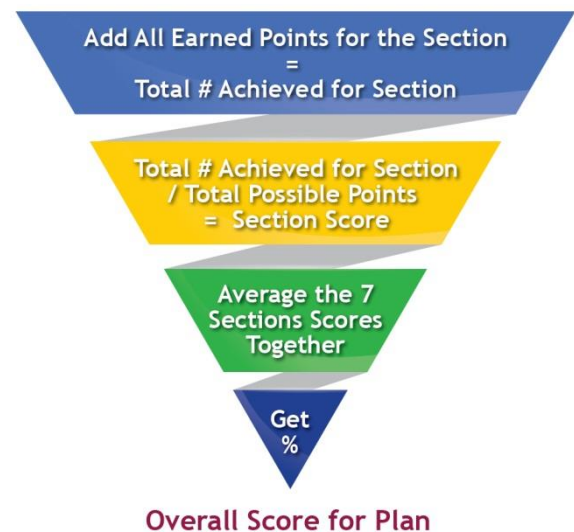 Add All Earned Points for the Section
=
Total # Achieved for Section
Total # Achieved for Section
/ Total Possible Points
= Section Score
Average the 7
Sections Scores
Together
Get
%
Overall Score for Plan